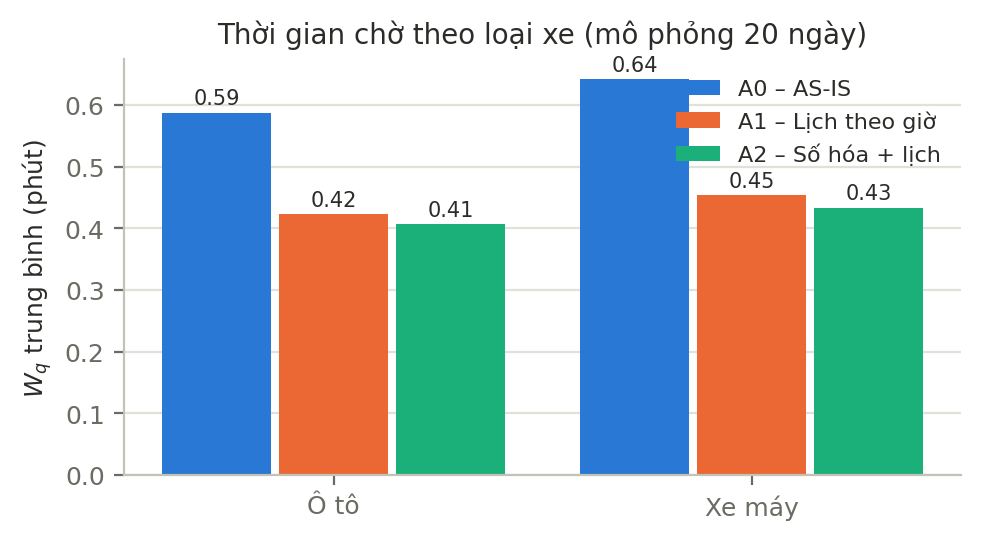 Thời gian chờ theo loại xe (mô phỏng 20 ngày)
W_q trung bình (phút)
0.6
0.5
0.4
0.3
0.2
0.1
0.0
0.59
0.42
0.41
0.64
0.45
0.43
A0 – AS-IS
A1 – Lịch theo giờ
A2 – Số hóa + lịch
Ô tô
Xe máy